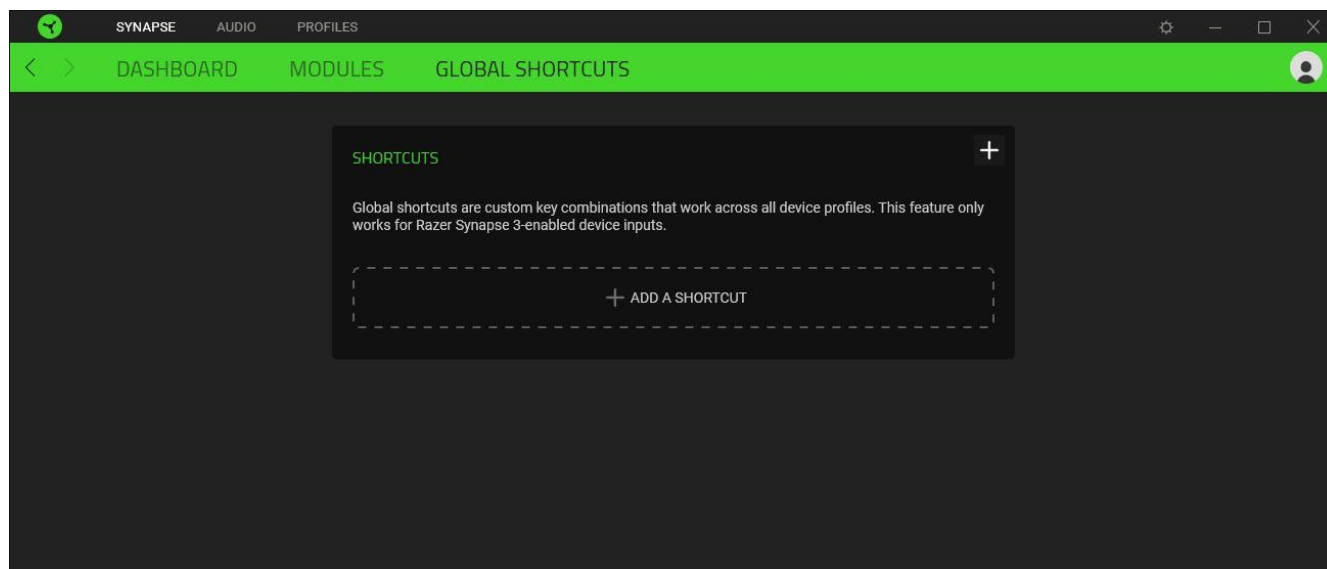 SYNAPSE AUDIO PROFILES
DASHBOARD MODULES GLOBAL SHORTCUTS
SHORTCUTS
Global shortcuts are custom key combinations that work across all device profiles. This feature only
works for Razer Synapse 3-enabled device inputs.
ADD A SHORTCUT